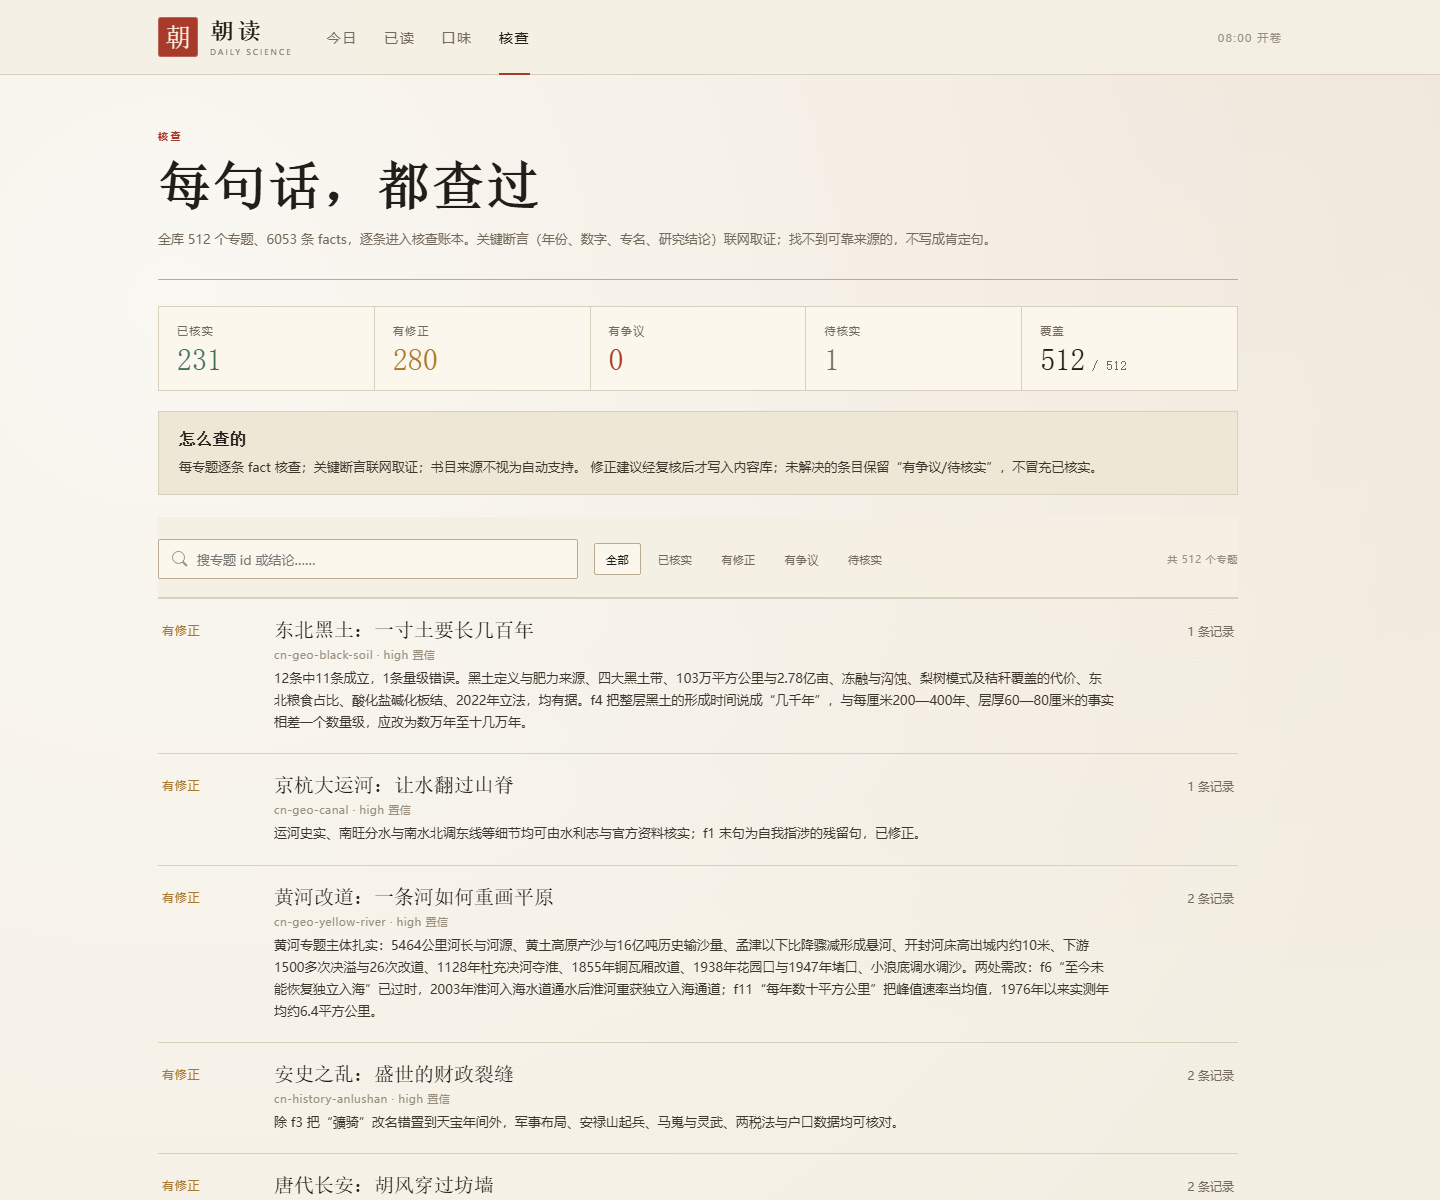 朝
朝读
DAILY SCIENCE
今日
已读
口味
核查
08:00 开卷
核查
每句话，都查过
全库 512 个专题、6053 条 facts，逐条进入核查账本。关键断言（年份、数字、专名、研究结论）联网取证；找不到可靠来源的，不写成肯定句。
已核实
231
有修正
280
有争议
0
待核实
1
覆盖
512 / 512
怎么查的
每专题逐条 fact 核查；关键断言联网取证；书目来源不视为自动支持。 修正建议经复核后才写入内容库；未解决的条目保留“有争议/待核实”，不冒充已核实。
搜专题 id 或结论……
全部
已核实
有修正
有争议
待核实
共 512 个专题
有修正
东北黑土：一寸土要长几百年
1 条记录
cn-geo-black-soil · high 置信
12条中11条成立，1条量级错误。黑土定义与肥力来源、四大黑土带、103万平方公里与2.78亿亩、冻融与沟蚀、梨树模式及秸秆覆盖的代价、东
北粮食占比、酸化盐碱化板结、2022年立法，均有据。f4 把整层黑土的形成时间说成“几千年”，与每厘米200—400年、层厚60—80厘米的事实
相差一个数量级，应改为数万年至十几万年。
有修正
京杭大运河：让水翻过山脊
1 条记录
cn-geo-canal · high 置信
运河史实、南旺分水与南水北调东线等细节均可由水利志与官方资料核实；f1 末句为自我指涉的残留句，已修正。
有修正
黄河改道：一条河如何重画平原
2 条记录
cn-geo-yellow-river · high 置信
黄河专题主体扎实：5464公里河长与河源、黄土高原产沙与16亿吨历史输沙量、孟津以下比降骤减形成悬河、开封河床高出城内约10米、下游
1500多次决溢与26次改道、1128年杜充决河夺淮、1855年铜瓦厢改道、1938年花园口与1947年堵口、小浪底调水调沙。两处需改：f6“至今未
能恢复独立入海”已过时，2003年淮河入海水道通水后淮河重获独立入海通道；f11“每年数十平方公里”把峰值速率当均值，1976年以来实测年
均约6.4平方公里。
有修正
安史之乱：盛世的财政裂缝
2 条记录
cn-history-anlushan · high 置信
除 f3 把“彍骑”改名错置到天宝年间外，军事布局、安禄山起兵、马嵬与灵武、两税法与户口数据均可核对。
有修正
唐代长安：胡风穿过坊墙
2 条记录